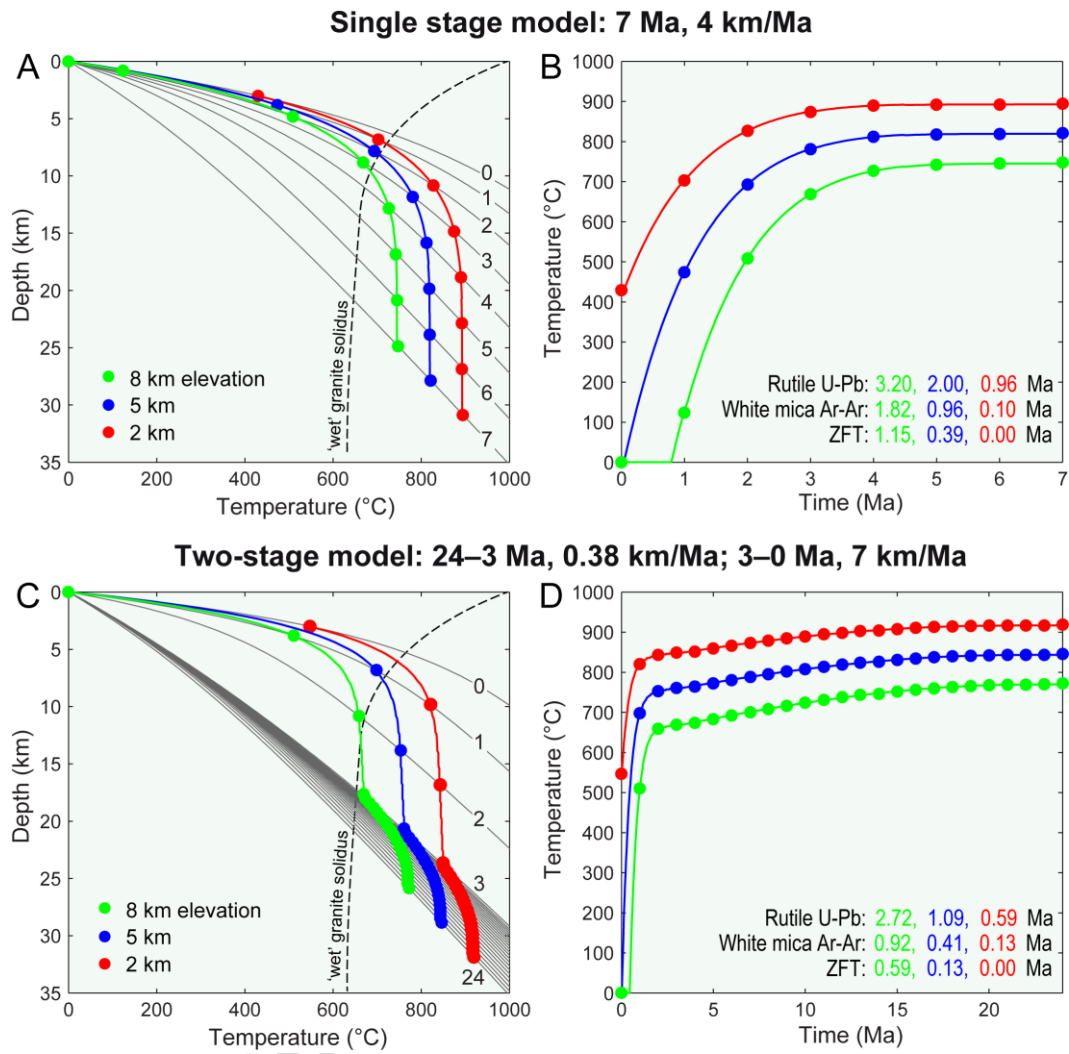 Single stage model: 7 Ma, 4 km/Ma
A
0
5
10
15
20
25
30
35
Depth (km)
0
200
400
600
800
1000
Temperature (°C)
'wet' granite solidus
0
1
2
3
4
5
6
7
8 km elevation
5 km
2 km
B
1000
900
800
700
600
500
400
300
200
100
0
Temperature (°C)
Rutile U-Pb: 3.20, 2.00, 0.96 Ma
White mica Ar-Ar: 1.82, 0.96, 0.10 Ma
ZFT: 1.15, 0.39, 0.00 Ma
0
1
2
3
4
5
6
7
Time (Ma)
Two-stage model: 24–3 Ma, 0.38 km/Ma; 3–0 Ma, 7 km/Ma
C
0
5
10
15
20
25
30
35
Depth (km)
0
200
400
600
800
1000
Temperature (°C)
'wet' granite solidus
0
1
2
3
24
8 km elevation
5 km
2 km
D
1000
900
800
700
600
500
400
300
200
100
0
Temperature (°C)
Rutile U-Pb: 2.72, 1.09, 0.59 Ma
White mica Ar-Ar: 0.92, 0.41, 0.13 Ma
ZFT: 0.59, 0.13, 0.00 Ma
0
5
10
15
20
Time (Ma)